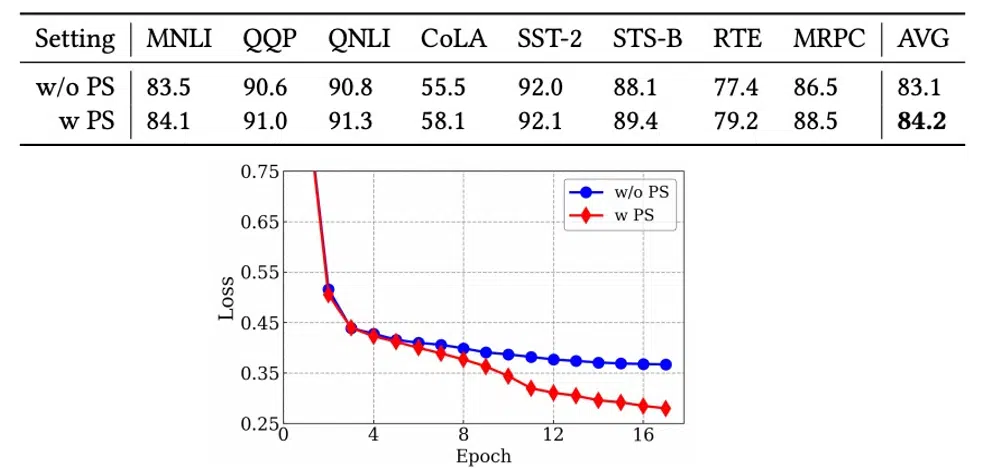 Setting MNLI QQP QNLI CoLA SST-2 STS-B RTE MRPC AVG
w/o PS 83.5 90.6 90.8 55.5 92.0 88.1 77.4 86.5 83.1
w PS 84.1 91.0 91.3 58.1 92.1 89.4 79.2 88.5 84.2
0.75
w/o PS
w PS
0.65
0.55
Loss
0.45
0.35
0.25
0 4 8 12 16
Epoch